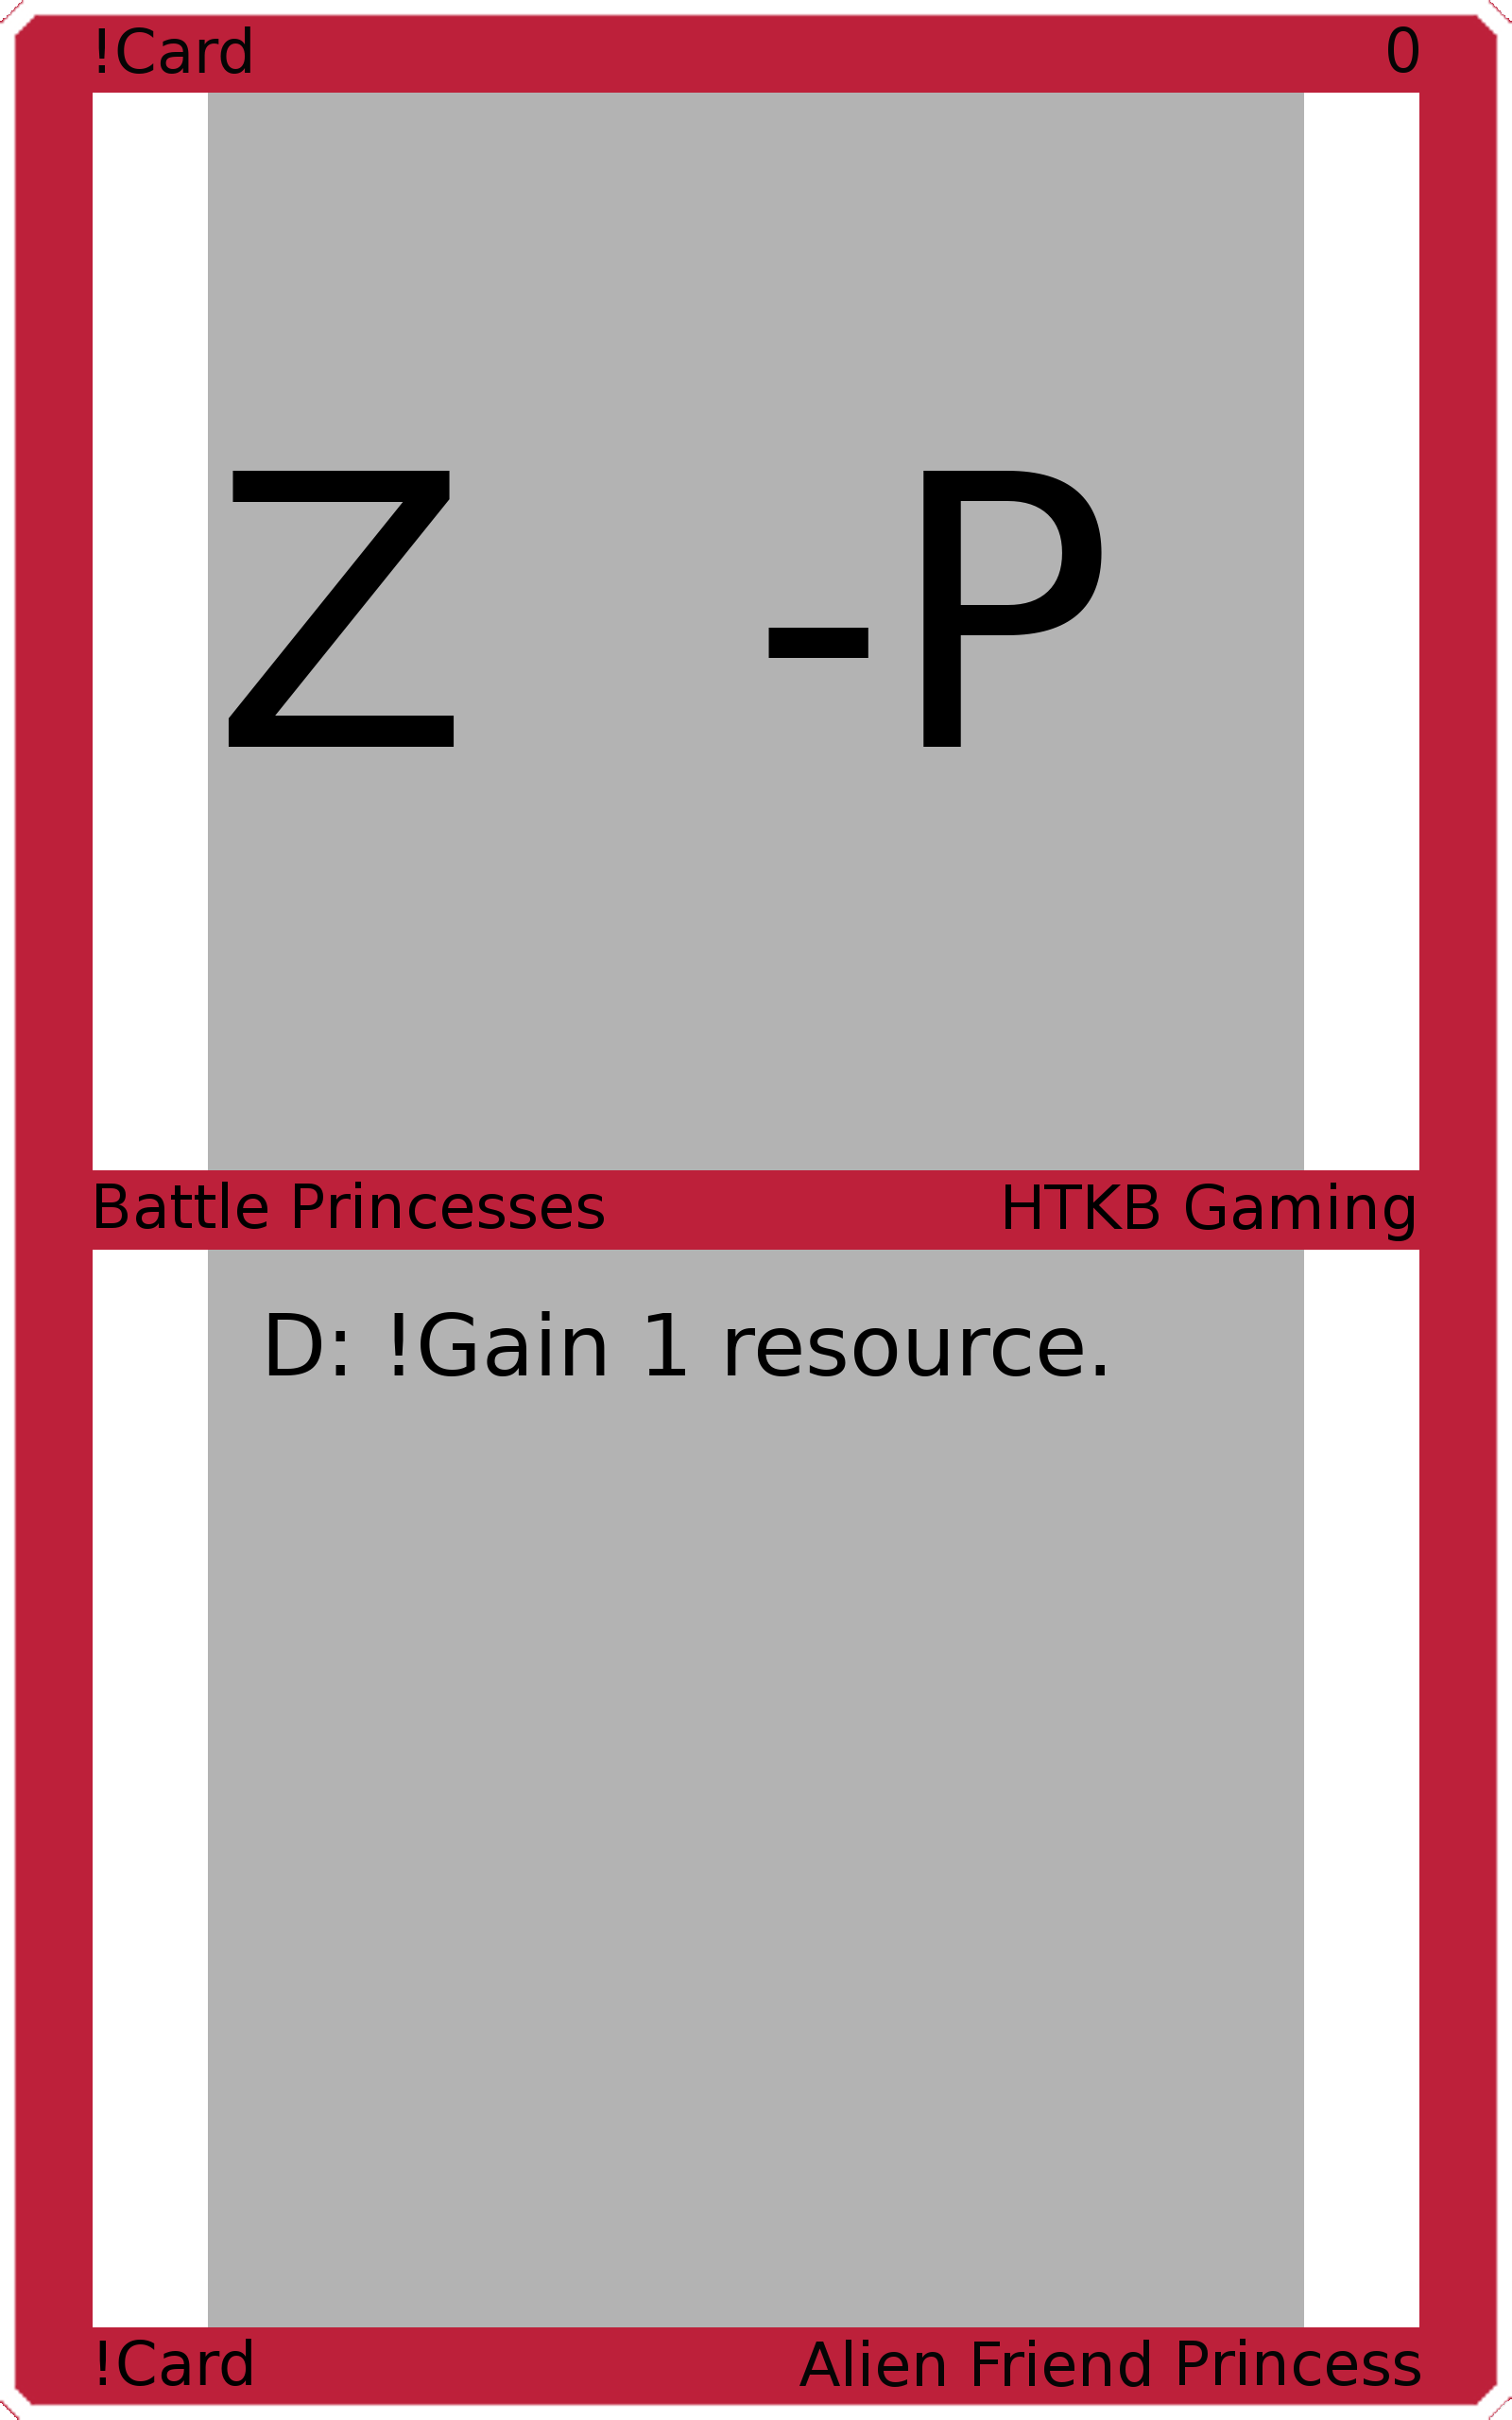 !Card 0
Z -P
Battle Princesses HTKB Gaming
D: !Gain 1 resource.
!Card Alien Friend Princess